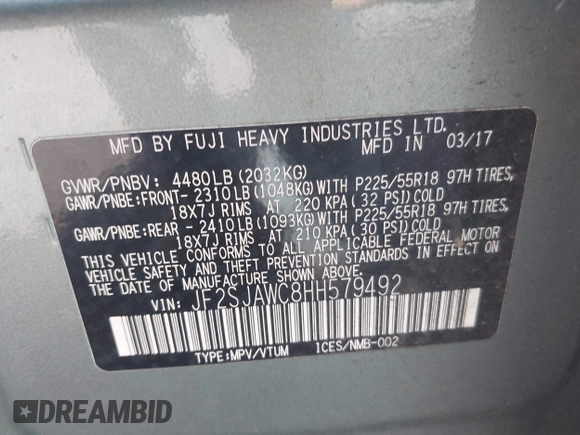 MFD BY FUJI HEAVY INDUSTRIES LTD.
MFD IN 03/17
GVWR/PNBV: 4480LB(2032KG)
GAWR/PNBE:FRONT- 2310LB(1048KG)WITH P225/55R18 97H TIRES,
18X7J RIMS AT 220 KPA( 32 PSI)COLD
GAWR/PNBE:REAR - 2410LB(1093KG)WITH P225/55R18 97H TIRES,
18X7J RIMS AT 210 KPA( 30 PSI)COLD
THIS VEHICLE CONFORMS TO ALL APPLICABLE FEDERAL MOTOR
VEHICLE SAFETY AND THEFT PREVENTION STANDARDS IN EFFECT ON
THE DATE OF MANUFACTURE SHOWN ABOVE.
VIN: JF2SJAWC8HH579492
TYPE:MPV/VTUM ICES/NMB-002
DREAMBID